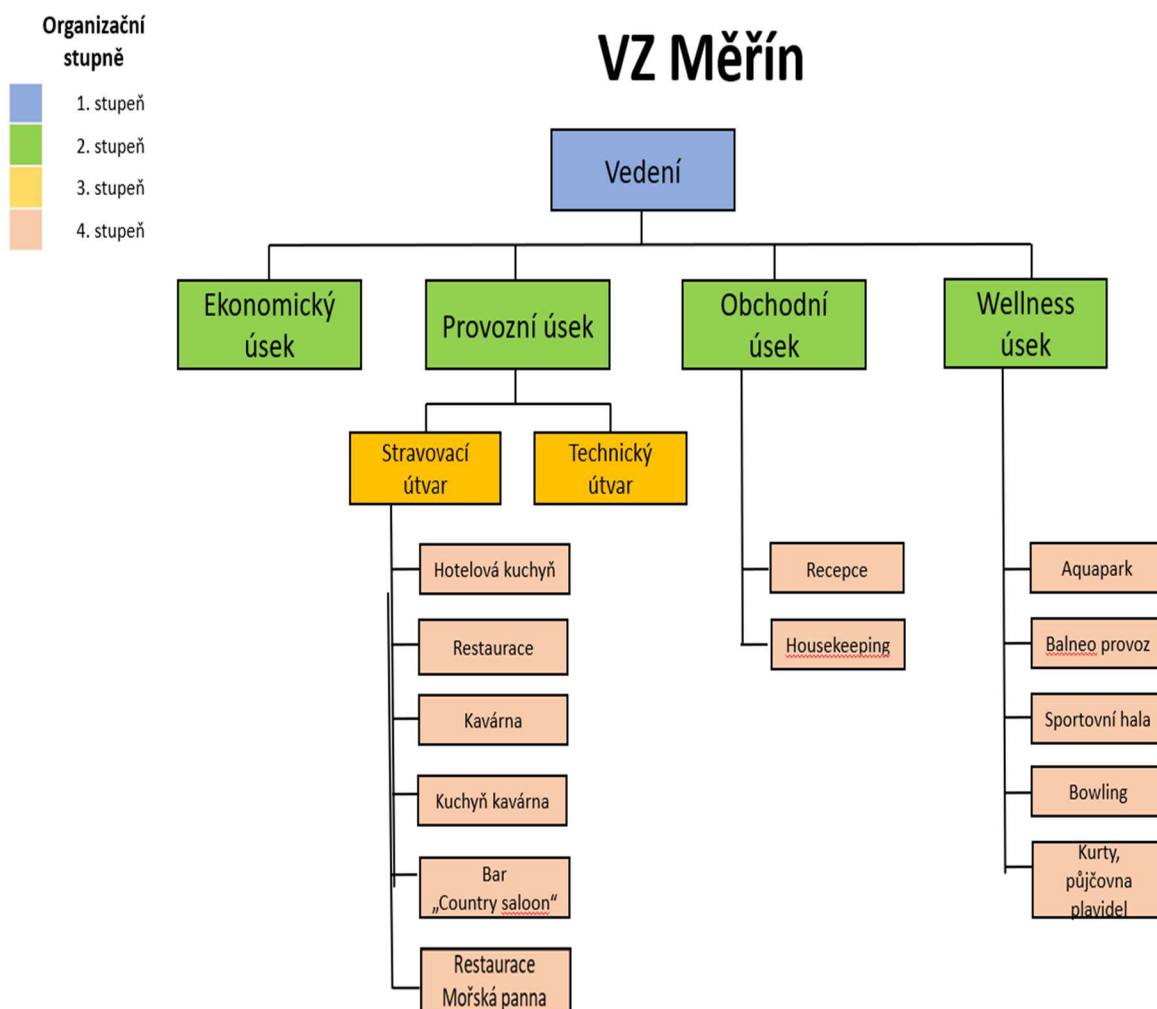 Organizační
stupně
1. stupeň
2. stupeň
3. stupeň
4. stupeň
VZ Měřín
Vedení
Ekonomický
úsek
Provozní úsek
Obchodní
úsek
Wellness
úsek
Stravovací
útvar
Technický
útvar
Hotelová kuchyň
Restaurace
Kavárna
Kuchyň kavárna
Bar
„Country saloon“
Restaurace
Mořská panna
Recepce
Housekeeping
Aquapark
Balneo provoz
Sportovní hala
Bowling
Kurty,
půjčovna
plavidel